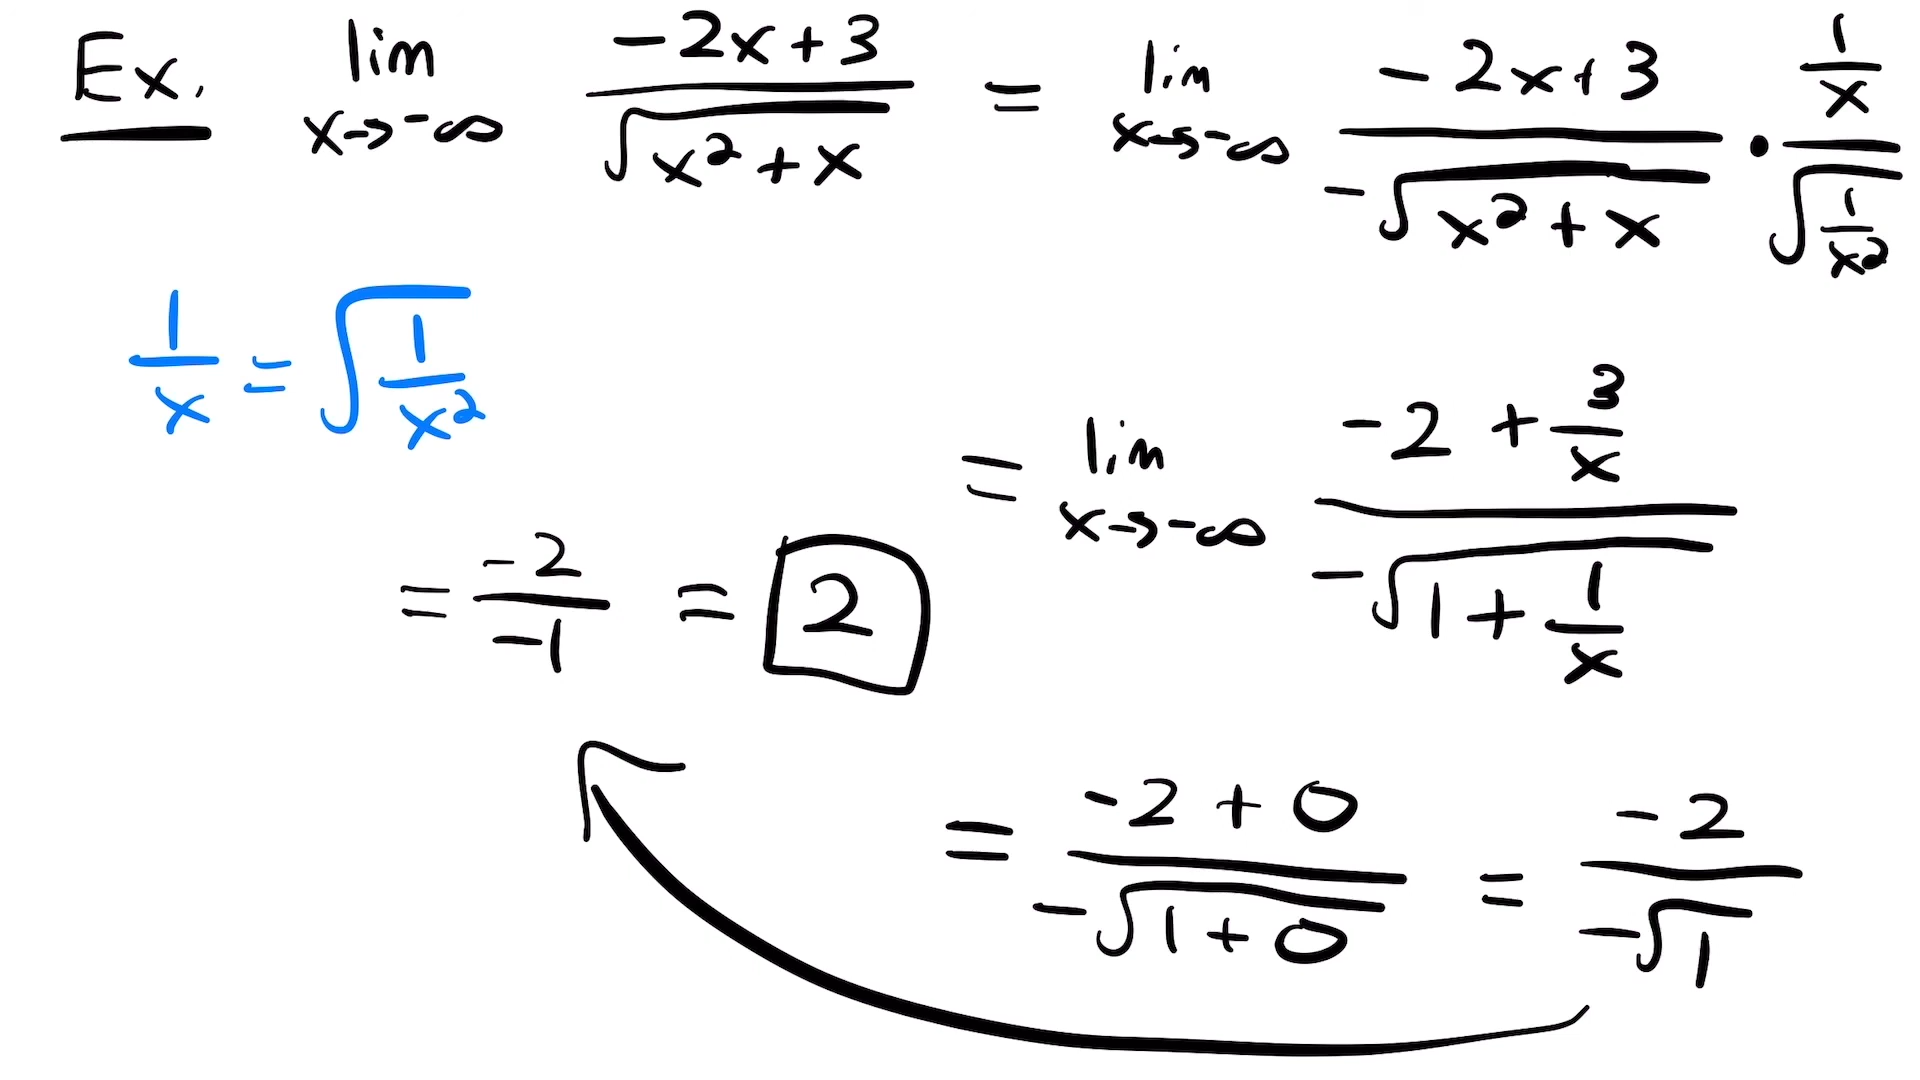 Ex. lim x→-∞ (-2x+3)/√(x²+x) = lim x→-∞ (-2x+3)/(-√(x²+x)) • (1/x)/√(1/x²)
1/x = √(1/x²)
= lim x→-∞ (-2 + 3/x)/(-√(1 + 1/x))
= (-2 + 0)/(-√(1+0)) = -2/(-√1)
= -2/-1 = 2